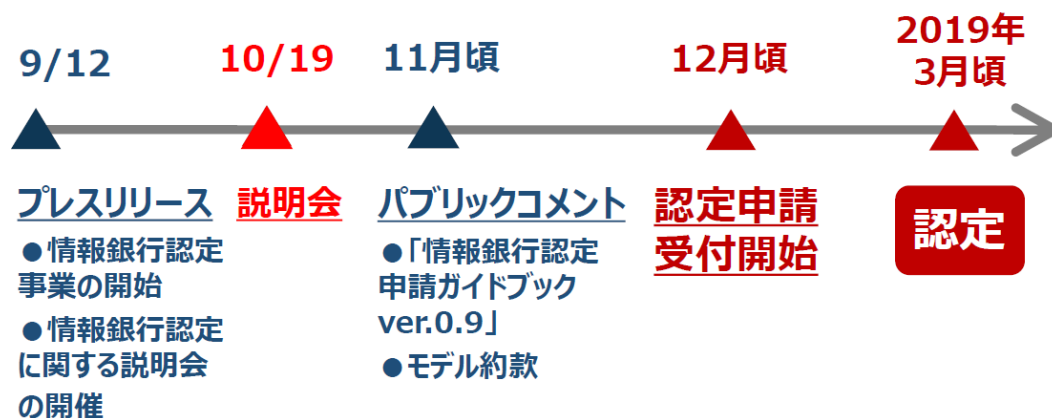 9/12
プレスリリース
●情報銀行認定
事業の開始
●情報銀行認定
に関する説明会
の開催
10/19
説明会
11月頃
パブリックコメント
●「情報銀行認定
申請ガイドブック
ver.0.9」
●モデル約款
12月頃
認定申請
受付開始
2019年
3月頃
認定